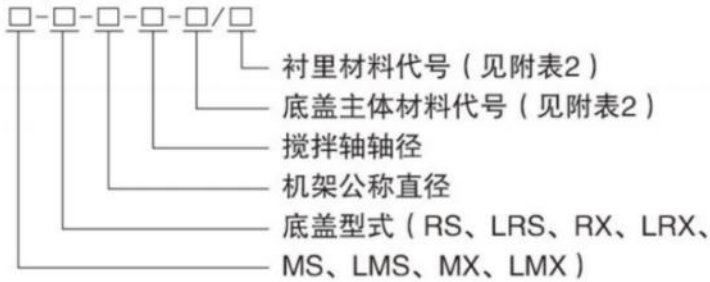 □-□-□-□-□/□
衬里材料代号（见附表2）
底盖主体材料代号（见附表2）
搅拌轴轴径
机架公称直径
底盖型式（RS、LRS、RX、LRX、
MS、LMS、MX、LMX）